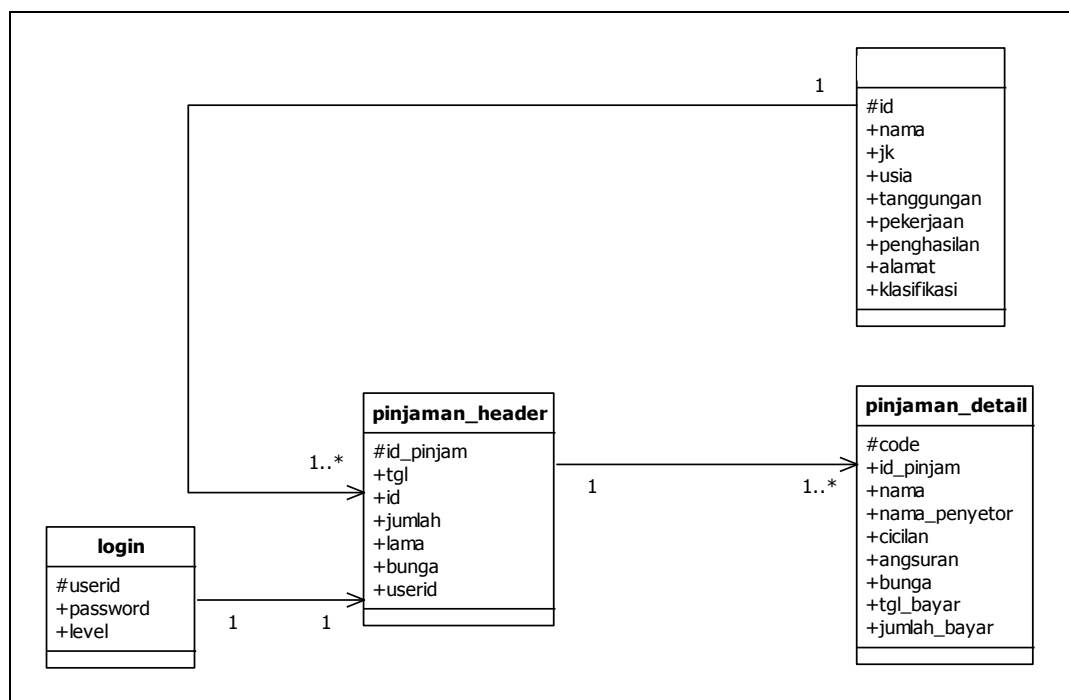 1
#id
+nama
+jk
+usia
+tanggungan
+pekerjaan
+penghasilan
+alamat
+klasifikasi
pinjaman_header
#id_pinjam
+tgl
+id
+jumlah
+lama
+bunga
+userid
1..*
1
1..*
pinjaman_detail
#code
+id_pinjam
+nama
+nama_penyetor
+cicilan
+angsuran
+bunga
+tgl_bayar
+jumlah_bayar
login
#userid
+password
+level
1
1